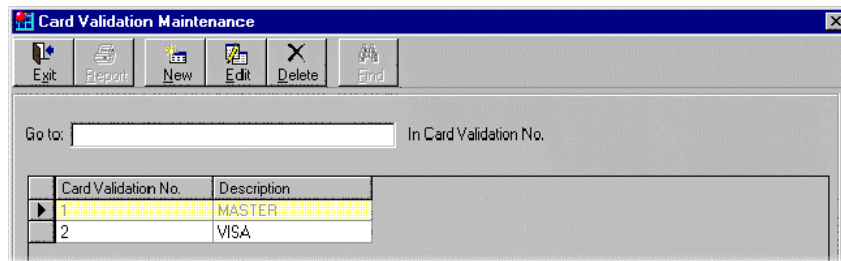 Card Validation Maintenance
Exit Report New Edit Delete Find
Go to: In Card Validation No.
Card Validation No. Description
1 MASTER
2 VISA